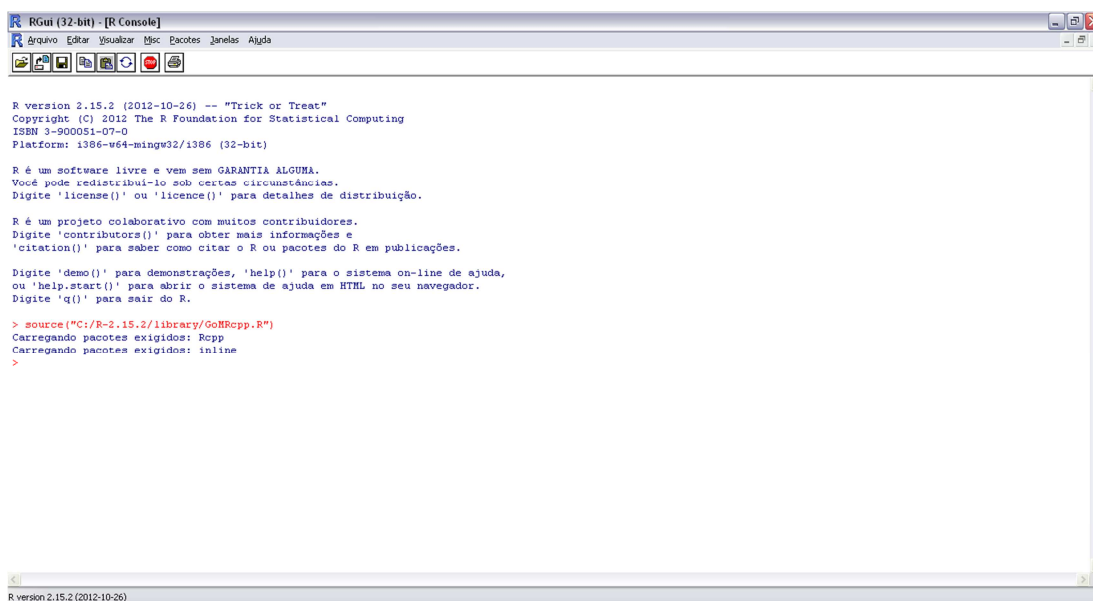 RGui (32-bit) - [R Console]
Arquivo Editar Visualizar Misc Pacotes Janelas Ajuda
STOP
R version 2.15.2 (2012-10-26) -- "Trick or Treat"
Copyright (C) 2012 The R Foundation for Statistical Computing
ISBN 3-900051-07-0
Platform: i386-w64-mingw32/i386 (32-bit)
R é um software livre e vem sem GARANTIA ALGUMA.
Você pode redistribuí-lo sob certas circunstâncias.
Digite 'license()' ou 'licence()' para detalhes de distribuição.
R é um projeto colaborativo com muitos contribuidores.
Digite 'contributors()' para obter mais informações e
'citation()' para saber como citar o R ou pacotes do R em publicações.
Digite 'demo()' para demonstrações, 'help()' para o sistema on-line de ajuda,
ou 'help.start()' para abrir o sistema de ajuda em HTML no seu navegador.
Digite 'q()' para sair do R.
> source("C:/R-2.15.2/library/GoMRcpp.R")
Carregando pacotes exigidos: Rcpp
Carregando pacotes exigidos: inline
>
R version 2.15.2 (2012-10-26)